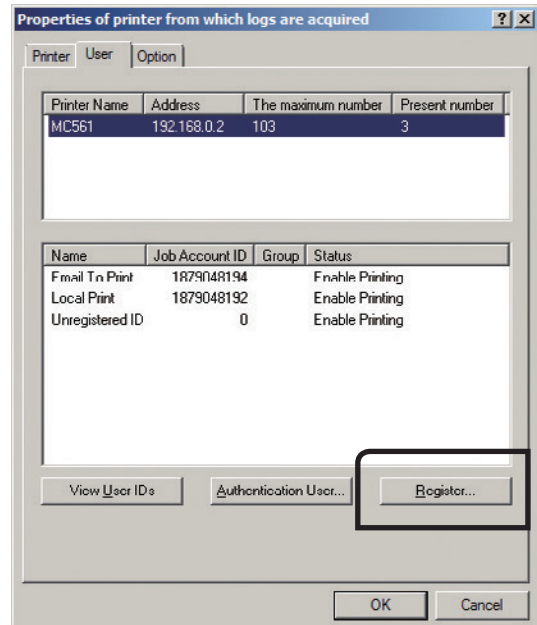 Properties of printer from which logs are acquired ? X
Printer User Option
Printer Name Address The maximum number Present number
MC561 192.168.0.2 103 3
Name Job Account ID Group Status
Email To Print 1879048194 Enable Printing
Local Print 1879048192 Enable Printing
Unregistered ID 0 Enable Printing
View User IDs Authentication User... Register...
OK Cancel